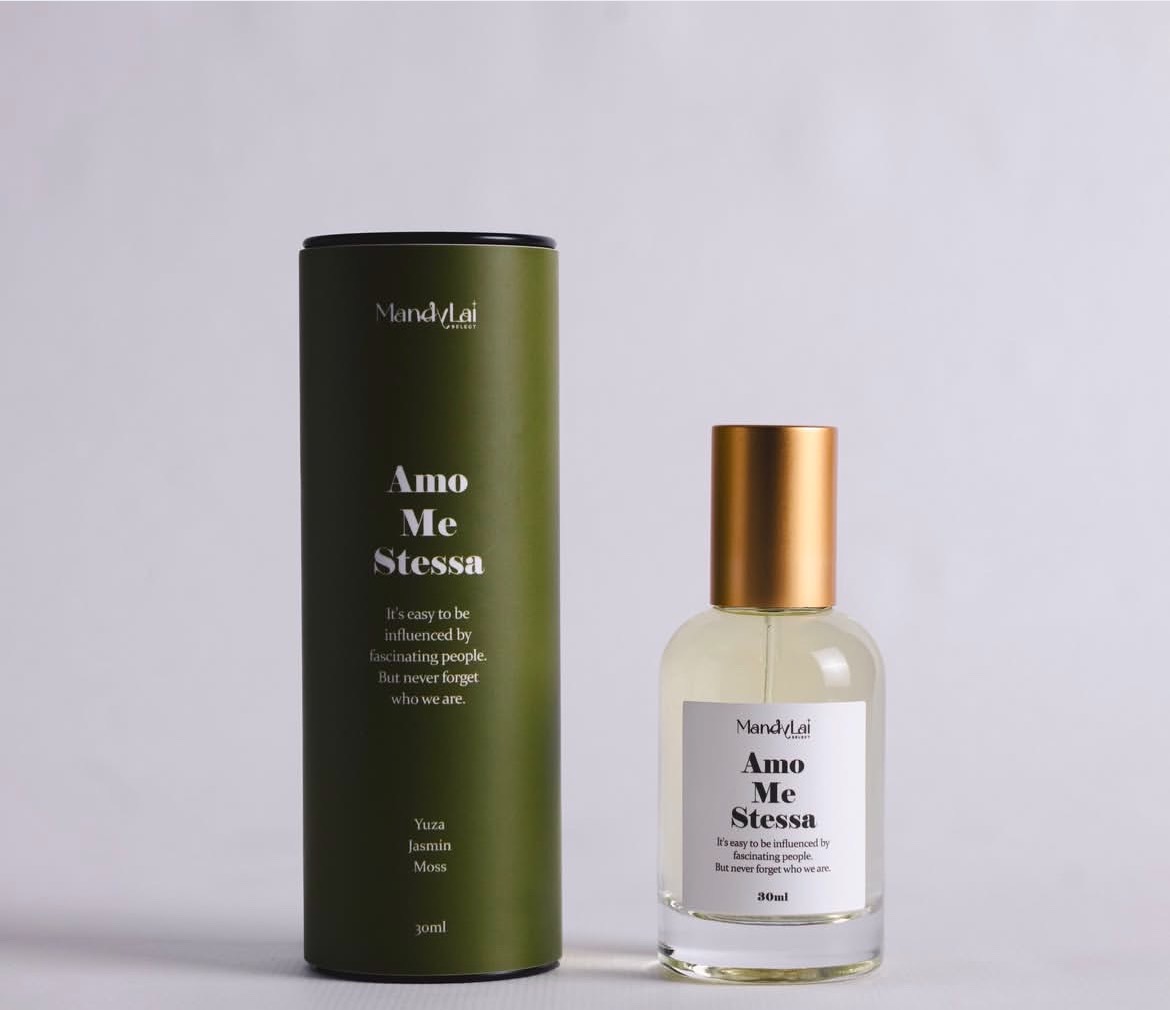 MandyLai
SELECT
Amo
Me
Stessa
It's easy to be
influenced by
fascinating people.
But never forget
who we are.
Yuza
Jasmin
Moss
30ml
MandyLai
SELECT
Amo
Me
Stessa
It's easy to be influenced by
fascinating people.
But never forget who we are.
30ml